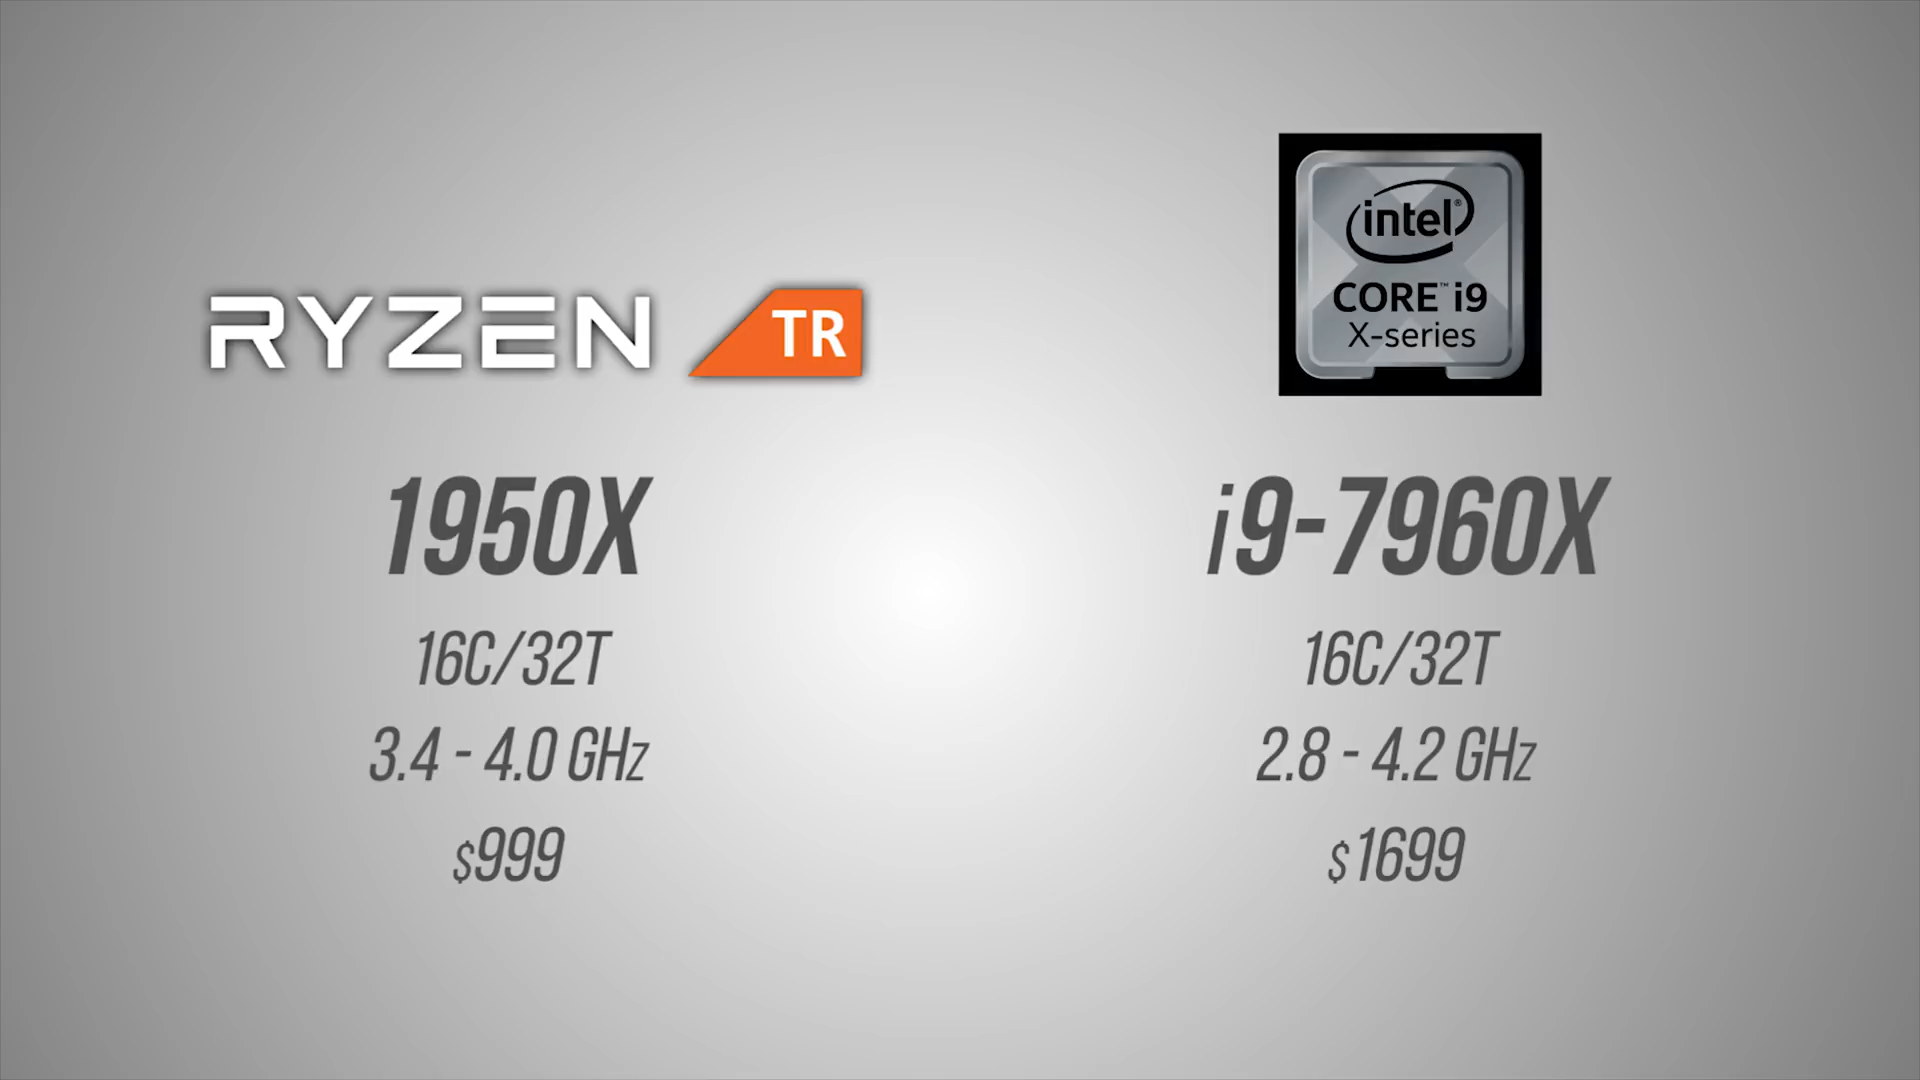 RYZEN TR
1950X
16C/32T
3.4 - 4.0 GHz
$999
intel®
CORE™ i9
X-series
i9-7960X
16C/32T
2.8 - 4.2 GHz
$1699